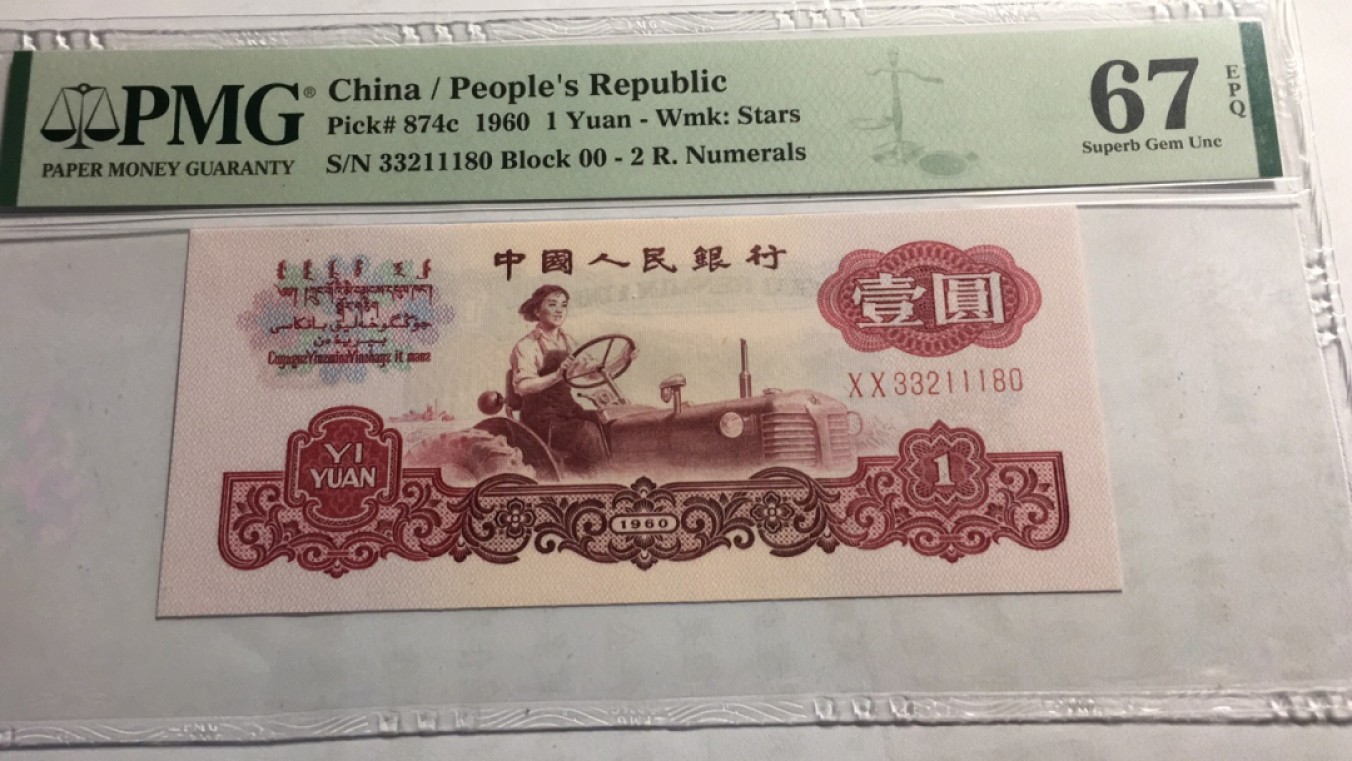 PMG®
PAPER MONEY GUARANTY
China / People's Republic
Pick# 874c 1960 1 Yuan - Wmk: Stars
S/N 33211180 Block 00 - 2 R. Numerals
67
EPQ
Superb Gem Unc
中國人民銀行
壹圓
XX33211180
YI
YUAN
1
1960